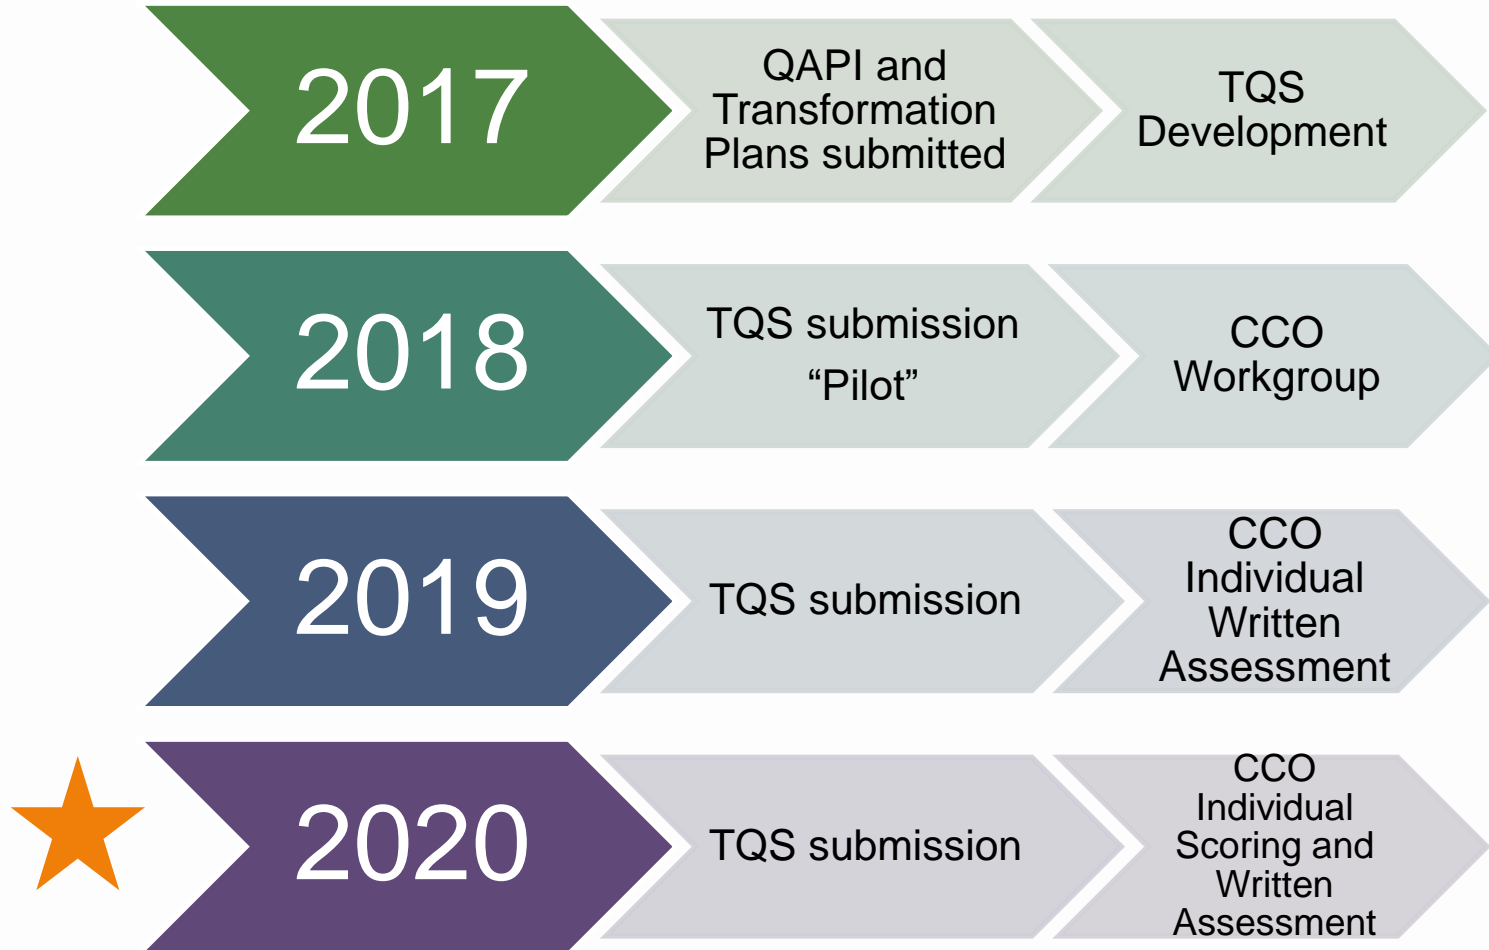 2017
QAPI and
Transformation
Plans submitted
TQS
Development
2018
TQS submission
“Pilot”
CCO
Workgroup
2019
TQS submission
CCO
Individual
Written
Assessment
2020
TQS submission
CCO
Individual
Scoring and
Written
Assessment